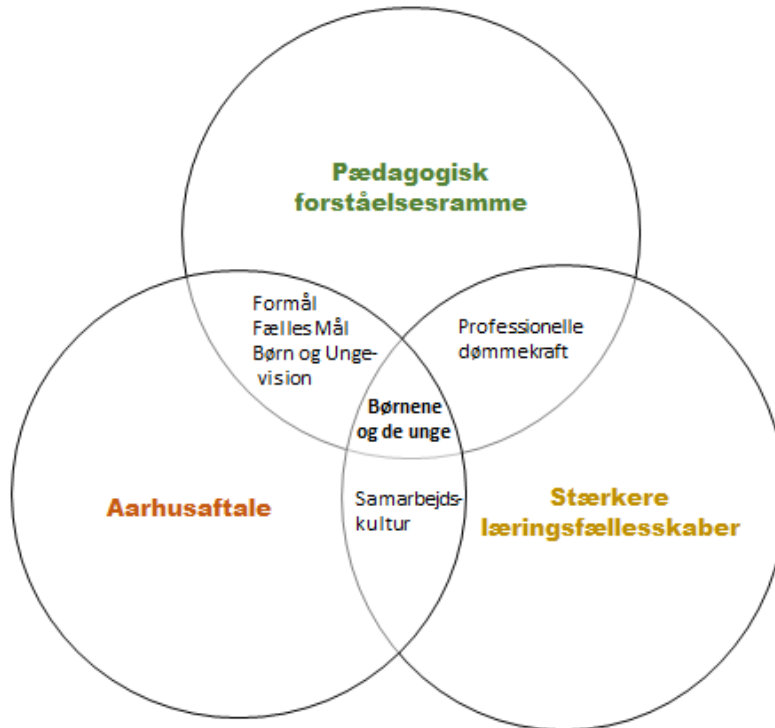 Pædagogisk
forståelsesramme
Formål
Fælles Mål
Børn og Unge-
vision
Professionelle
dømmekraft
Børnene
og de unge
Aarhusaftale
Samarbejds-
kultur
Stærkere
læringsfællesskaber